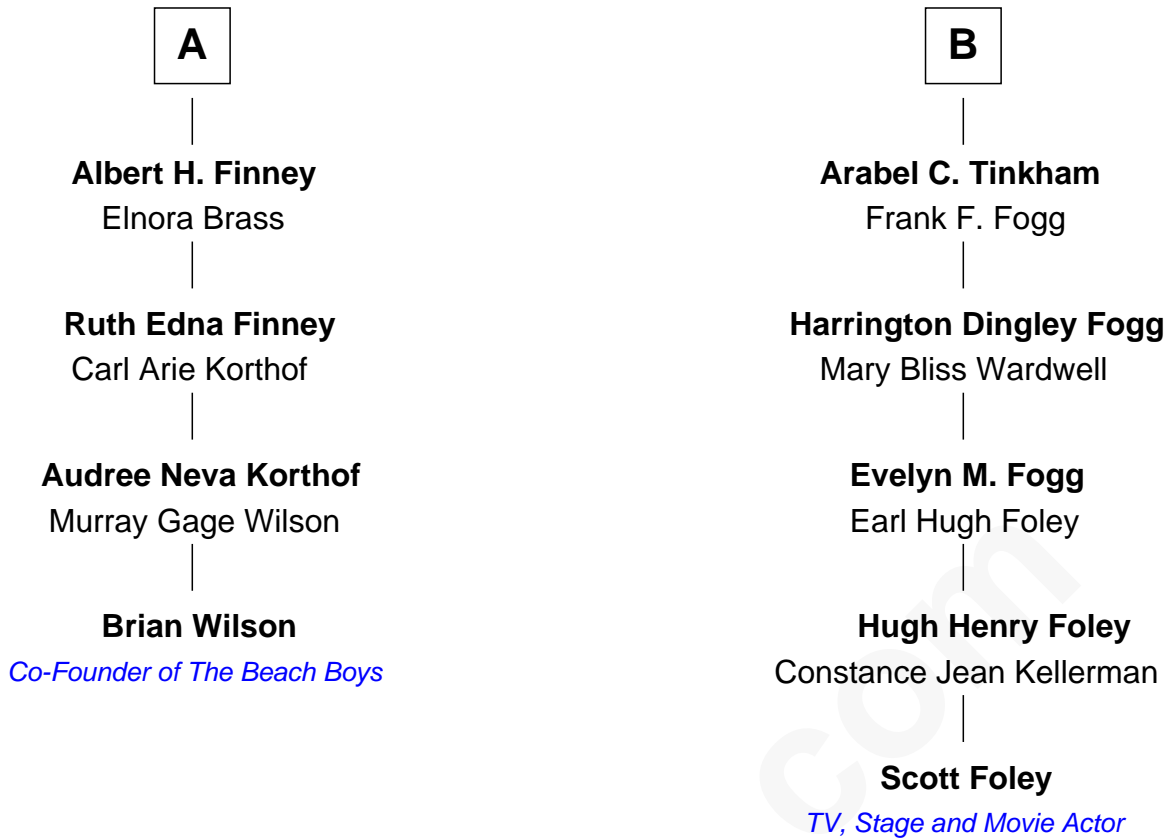 A
Albert H. Finney
Elnora Brass
Ruth Edna Finney
Carl Arie Korthof
Audree Neva Korthof
Murray Gage Wilson
Brian Wilson
Co-Founder of The Beach Boys
B
Arabel C. Tinkham
Frank F. Fogg
Harrington Dingley Fogg
Mary Bliss Wardwell
Evelyn M. Fogg
Earl Hugh Foley
Hugh Henry Foley
Constance Jean Kellerman
Scott Foley
TV, Stage and Movie Actor
com